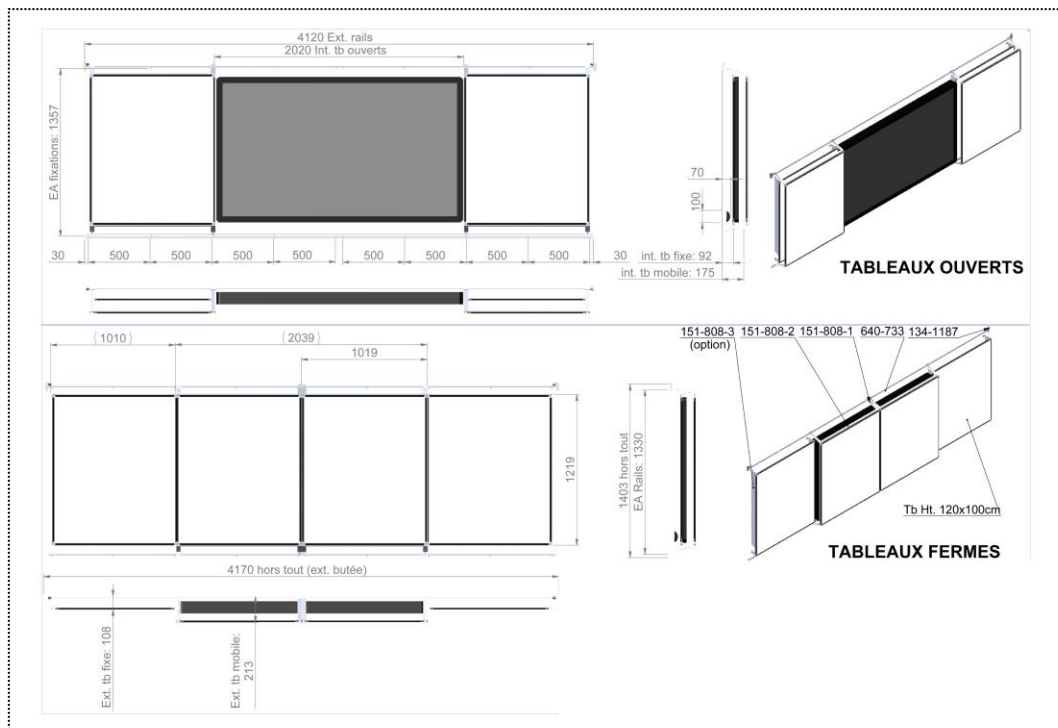 4120 Ext. rails
2020 Int. tb ouverts
EA fixations: 1357
30 500 500 500 500 500 500 500 500 30
70
100
int. tb fixe: 92
int. tb mobile: 175
TABLEAUX OUVERTS
(1010) (2039)
1019
1219
1403 hors tout
EA Rails: 1330
151-808-3 151-808-2 151-808-1 640-733 134-1187
(option)
Tb Ht. 120x100cm
TABLEAUX FERMES
4170 hors tout (ext. butée)
Ext. tb fixe: 108
Ext. tb mobile:
213